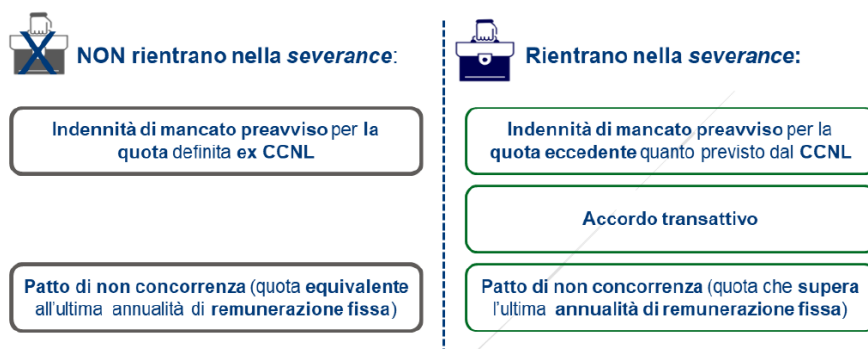 NON rientrano nella severance:
Indennità di mancato preavviso per la
quota definita ex CCNL
Patto di non concorrenza (quota equivalente
all'ultima annualità di remunerazione fissa)
Rientrano nella severance:
Indennità di mancato preavviso per la
quota eccedente quanto previsto dal CCNL
Accordo transattivo
Patto di non concorrenza (quota che supera
l'ultima annualità di remunerazione fissa)